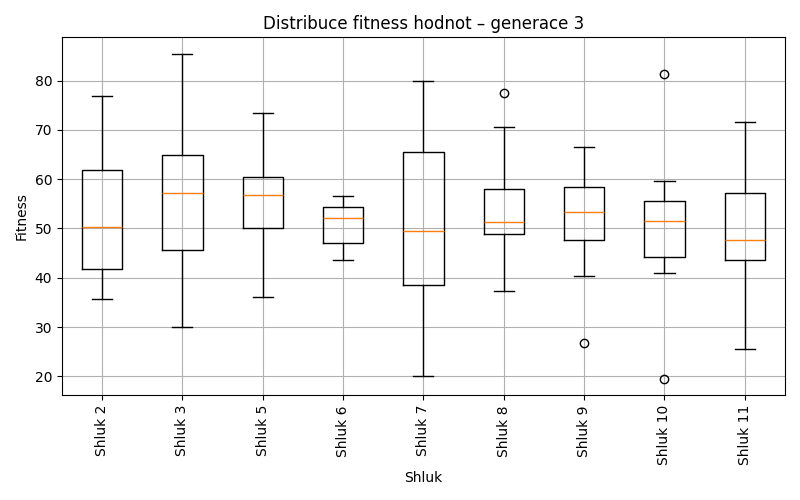 Distribuce fitness hodnot – generace 3
Fitness
80
70
60
50
40
30
20
Shluk 2
Shluk 3
Shluk 5
Shluk 6
Shluk 7
Shluk 8
Shluk 9
Shluk 10
Shluk 11
Shluk